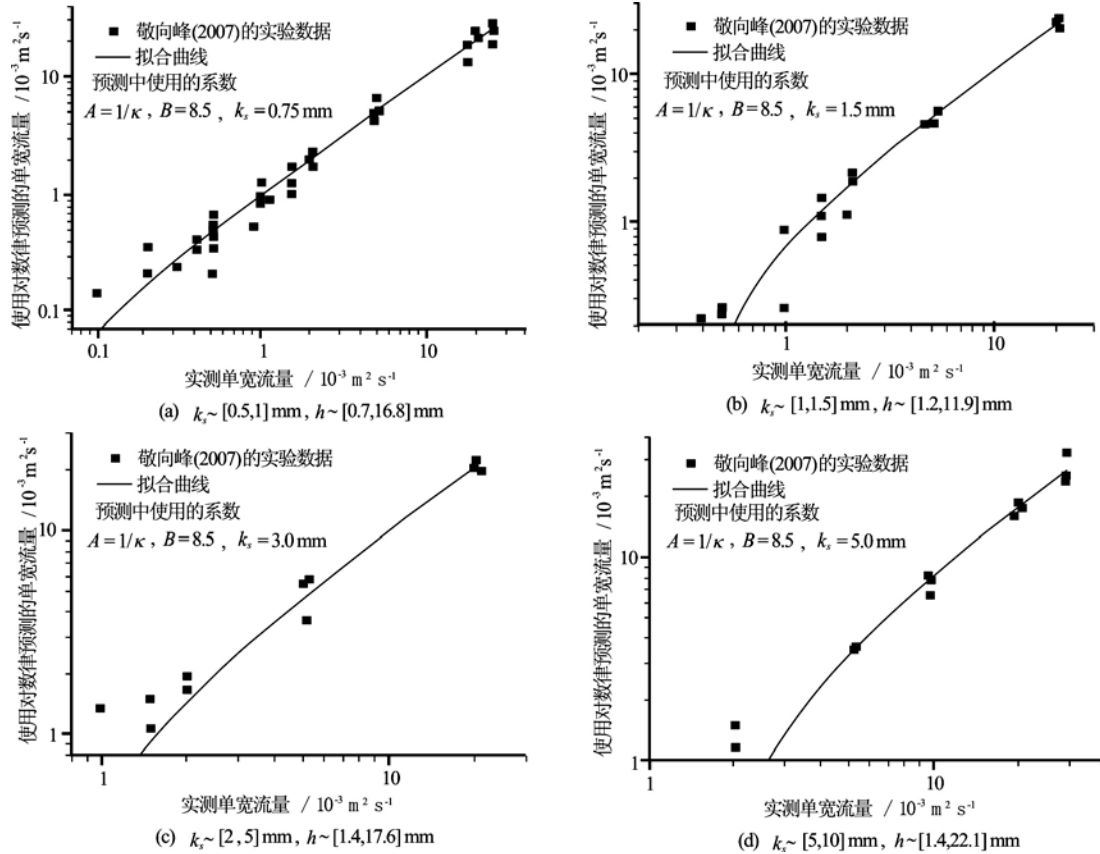 使用对数律预测的单宽流量 / 10⁻³ m² s⁻¹
敬向峰(2007)的实验数据
拟合曲线
预测中使用的系数
A=1/κ , B=8.5 , kₛ=0.75 mm
10
1
0.1
0.1 1 10
实测单宽流量 / 10⁻³ m² s⁻¹
(a) kₛ~ [0.5,1] mm , h~ [0.7,16.8] mm
使用对数律预测的单宽流量 / 10⁻³ m² s⁻¹
敬向峰(2007)的实验数据
拟合曲线
预测中使用的系数
A=1/κ , B=8.5 , kₛ=1.5 mm
10
1
1 10
实测单宽流量 / 10⁻³ m² s⁻¹
(b) kₛ~ [1,1.5] mm , h~ [1.2,11.9] mm
使用对数律预测的单宽流量 / 10⁻³ m² s⁻¹
敬向峰(2007)的实验数据
拟合曲线
预测中使用的系数
A=1/κ , B=8.5 , kₛ=3.0 mm
10
1
1 10
实测单宽流量 / 10⁻³ m² s⁻¹
(c) kₛ~ [2,5] mm , h~ [1.4,17.6] mm
使用对数律预测的单宽流量 / 10⁻³ m² s⁻¹
敬向峰(2007)的实验数据
拟合曲线
预测中使用的系数
A=1/κ , B=8.5 , kₛ=5.0 mm
10
1
1 10
实测单宽流量 / 10⁻³ m² s⁻¹
(d) kₛ~ [5,10] mm , h~ [1.4,22.1] mm